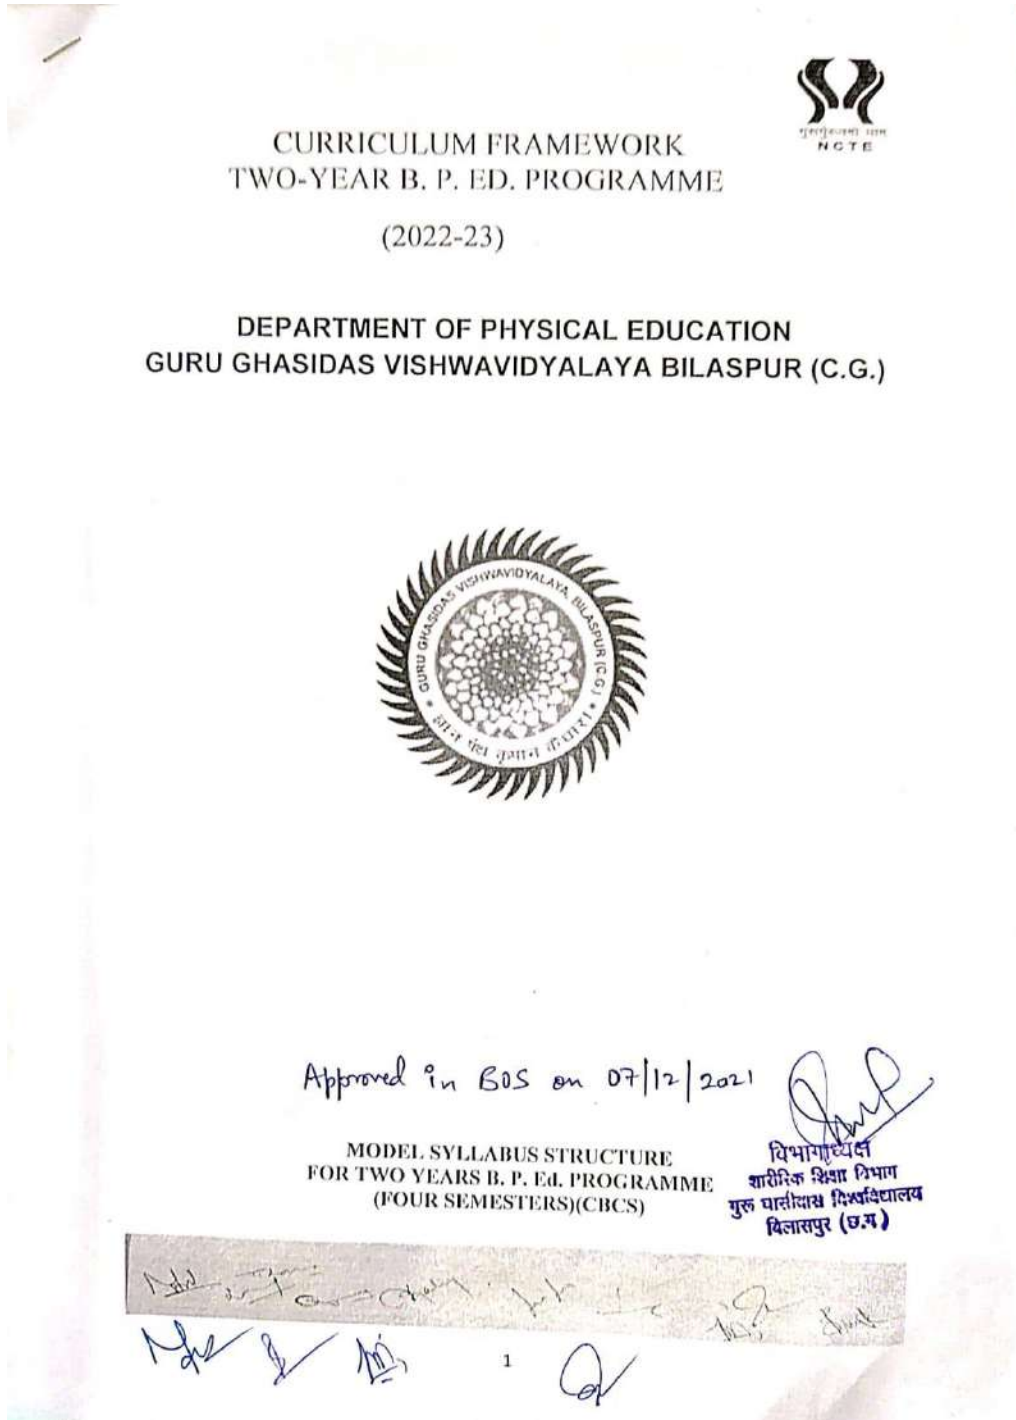 NCTE
CURRICULUM FRAMEWORK
TWO-YEAR B. P. ED. PROGRAMME
(2022-23)
DEPARTMENT OF PHYSICAL EDUCATION
GURU GHASIDAS VISHWAVIDYALAYA BILASPUR (C.G.)
GURU GHASIDAS VISHWAVIDYALAYA, BILASPUR (C.G.)
Approved in BOS on 07/12/2021
MODEL SYLLABUS STRUCTURE
FOR TWO YEARS B. P. Ed. PROGRAMME
(FOUR SEMESTERS)(CBCS)
विभागाध्यक्ष
शारीरिक शिक्षा विभाग
गुरू घासीदास विश्वविद्यालय
बिलासपुर (छ.ग)
1